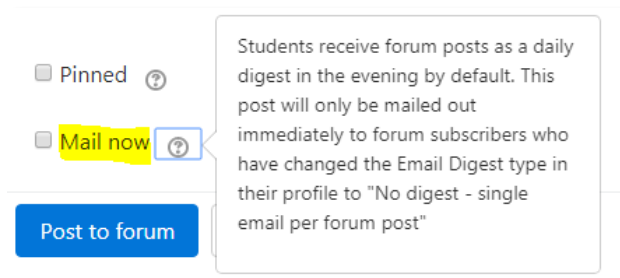 Pinned
Mail now
Post to forum
Students receive forum posts as a daily
digest in the evening by default. This
post will only be mailed out
immediately to forum subscribers who
have changed the Email Digest type in
their profile to "No digest - single
email per forum post"